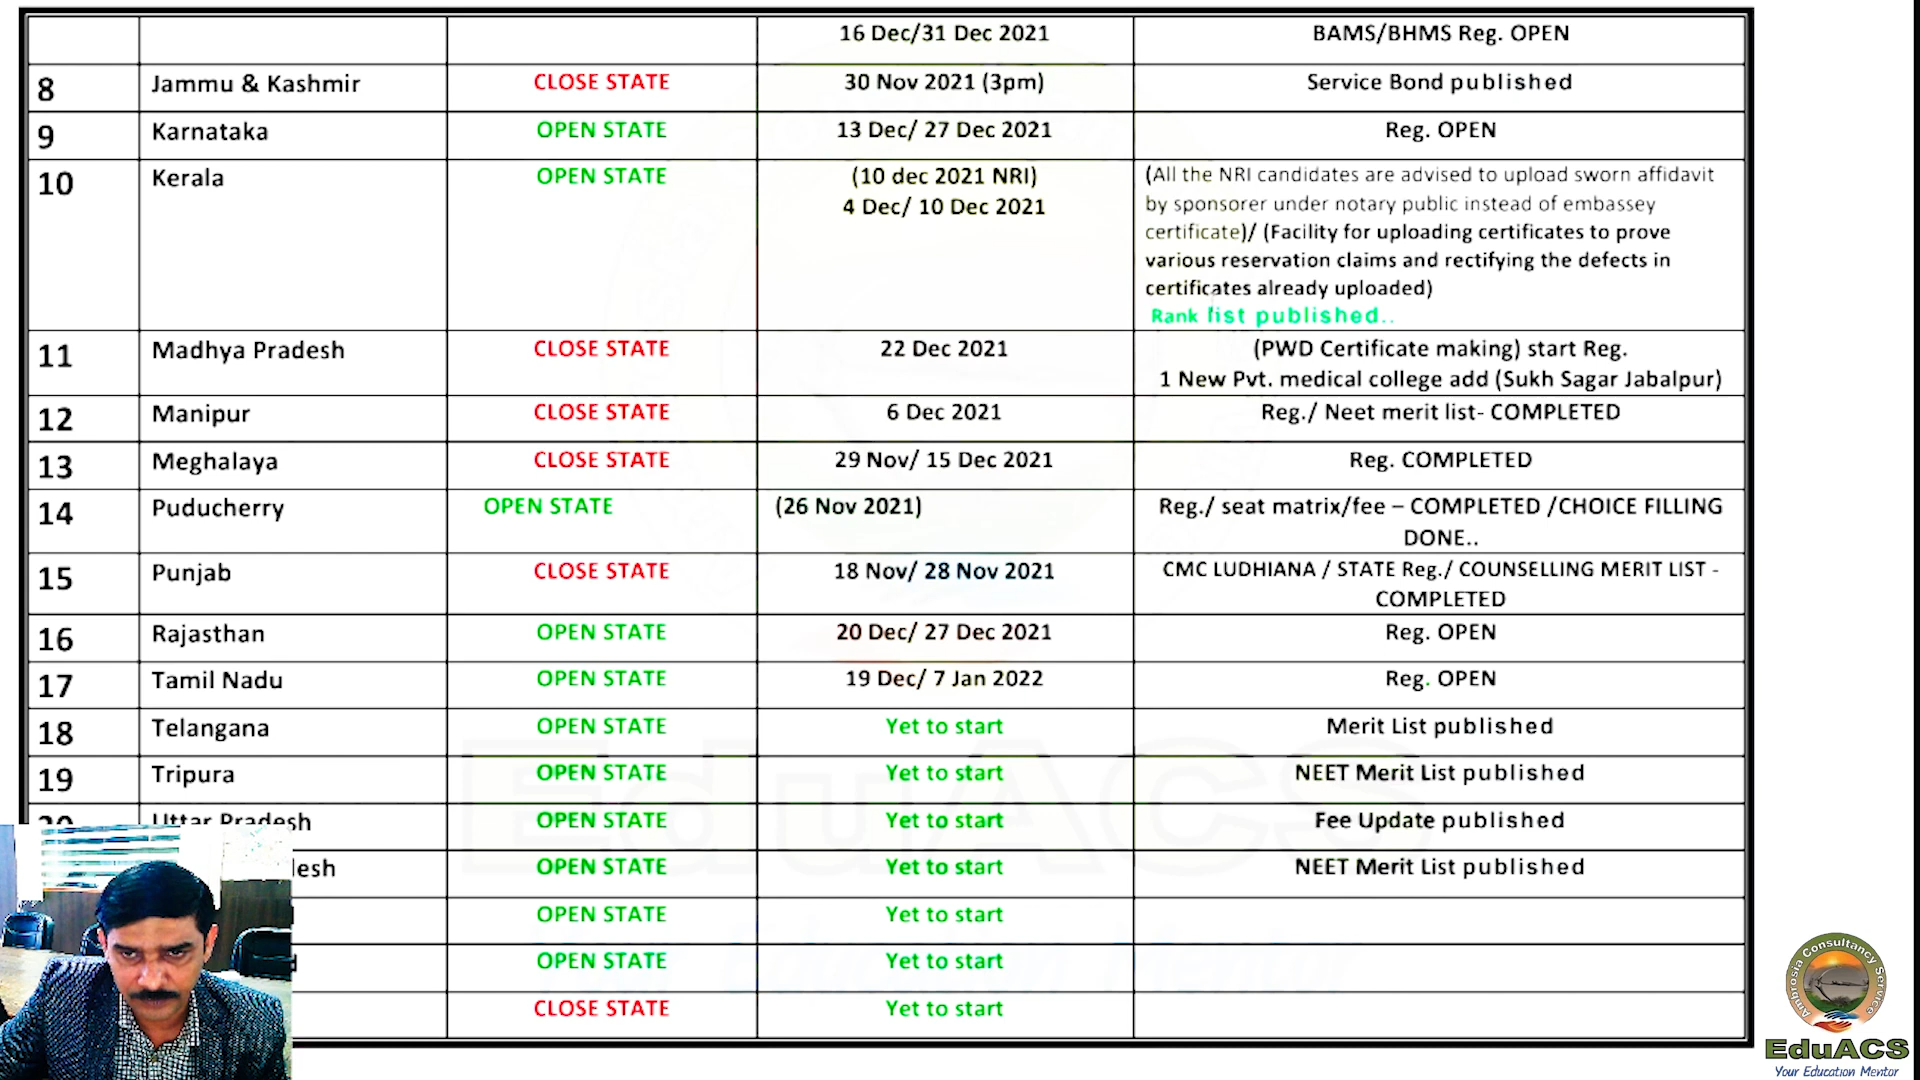 16 Dec/31 Dec 2021 BAMS/BHMS Reg. OPEN
8 Jammu & Kashmir CLOSE STATE 30 Nov 2021 (3pm) Service Bond published
9 Karnataka OPEN STATE 13 Dec/ 27 Dec 2021 Reg. OPEN
10 Kerala OPEN STATE (10 dec 2021 NRI)
4 Dec/ 10 Dec 2021
(All the NRI candidates are advised to upload sworn affidavit
by sponsorer under notary public instead of embassey
certificate)/ (Facility for uploading certificates to prove
various reservation claims and rectifying the defects in
certificates already uploaded)
Rank list published..
11 Madhya Pradesh CLOSE STATE 22 Dec 2021 (PWD Certificate making) start Reg.
1 New Pvt. medical college add (Sukh Sagar Jabalpur)
12 Manipur CLOSE STATE 6 Dec 2021 Reg./ Neet merit list- COMPLETED
13 Meghalaya CLOSE STATE 29 Nov/ 15 Dec 2021 Reg. COMPLETED
14 Puducherry OPEN STATE (26 Nov 2021) Reg./ seat matrix/fee – COMPLETED /CHOICE FILLING
DONE..
15 Punjab CLOSE STATE 18 Nov/ 28 Nov 2021 CMC LUDHIANA / STATE Reg./ COUNSELLING MERIT LIST -
COMPLETED
16 Rajasthan OPEN STATE 20 Dec/ 27 Dec 2021 Reg. OPEN
17 Tamil Nadu OPEN STATE 19 Dec/ 7 Jan 2022 Reg. OPEN
18 Telangana OPEN STATE Yet to start Merit List published
19 Tripura OPEN STATE Yet to start NEET Merit List published
20 Uttar Pradesh OPEN STATE Yet to start Fee Update published
OPEN STATE Yet to start NEET Merit List published
OPEN STATE Yet to start
OPEN STATE Yet to start
CLOSE STATE Yet to start
Ambrosia Consultancy Services
EduACS
Your Education Mentor